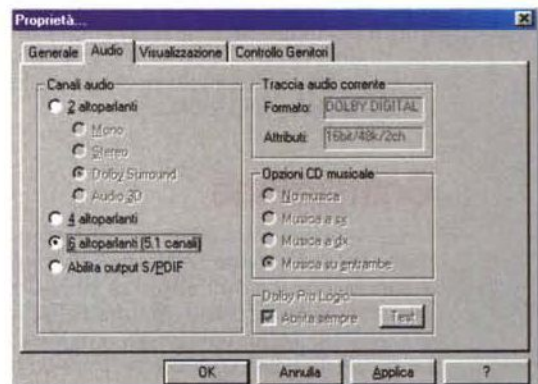 Proprietà...
Generale
Audio
Visualizzazione
Controllo Genitori
Canali audio
2 altoparlanti
Mono
Stereo
Dolby Surround
Audio 3D
4 altoparlanti
6 altoparlanti (5.1 canali)
Abilita output S/PDIF
Traccia audio corrente
Formato: DOLBY DIGITAL
Attributi: 16bit/48k/2ch
Opzioni CD musicale
No musica
Musica a sx
Musica a dx
Musica su entrambe
Dolby Pro Logic
Abilita sempre
Test
OK
Annulla
Applica
?